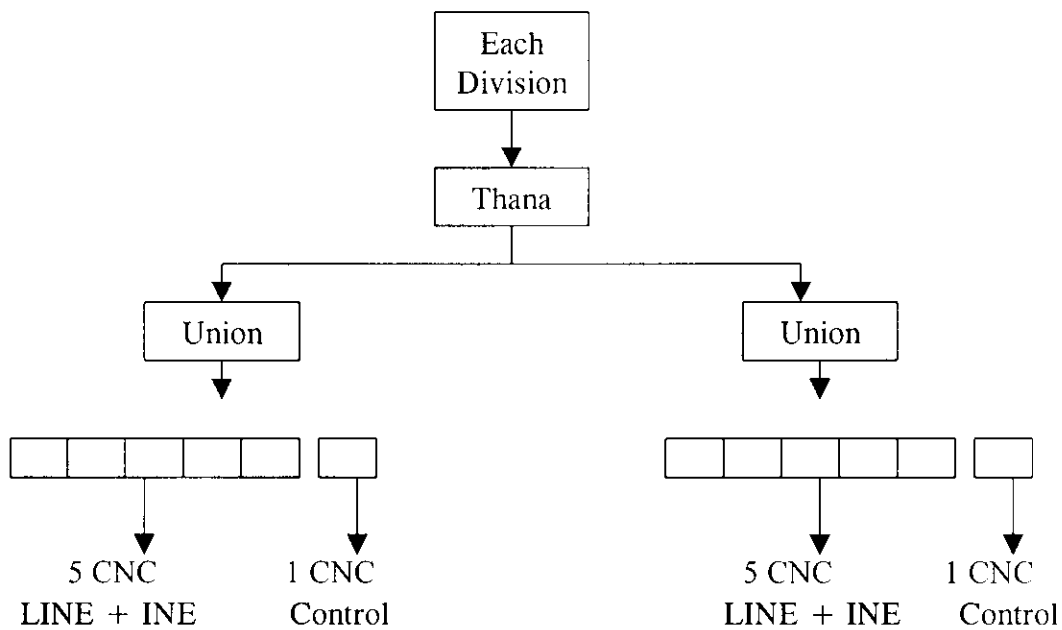 Each
Division
Thana
Union
Union
5 CNC
1 CNC
5 CNC
1 CNC
LINE + INE
Control
LINE + INE
Control